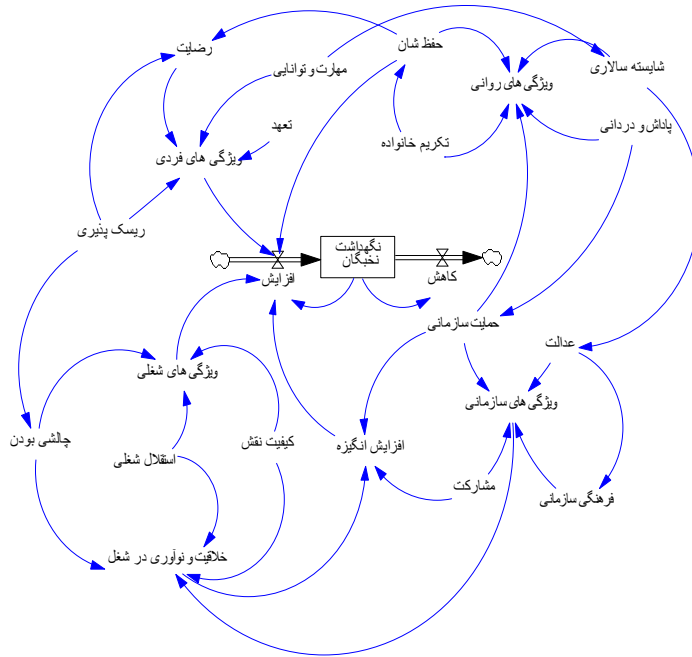 حفظ شان
رضایت
شایسته سالاری
مهارت و توانایی
ویژگی های روانی
پاداش و دردانی
تعهد
تکریم خانواده
ویژگی های فردی
ریسک پذیری
نگهداشت
نخبگان
افزایش
کاهش
حمایت سازمانی
عدالت
ویژگی های شغلی
ویژگی های سازمانی
چالشی بودن
کیفیت نقش
افزایش انگیزه
استقلال شغلی
مشارکت
فرهنگی سازمانی
خلاقیت و نوآوری در شغل